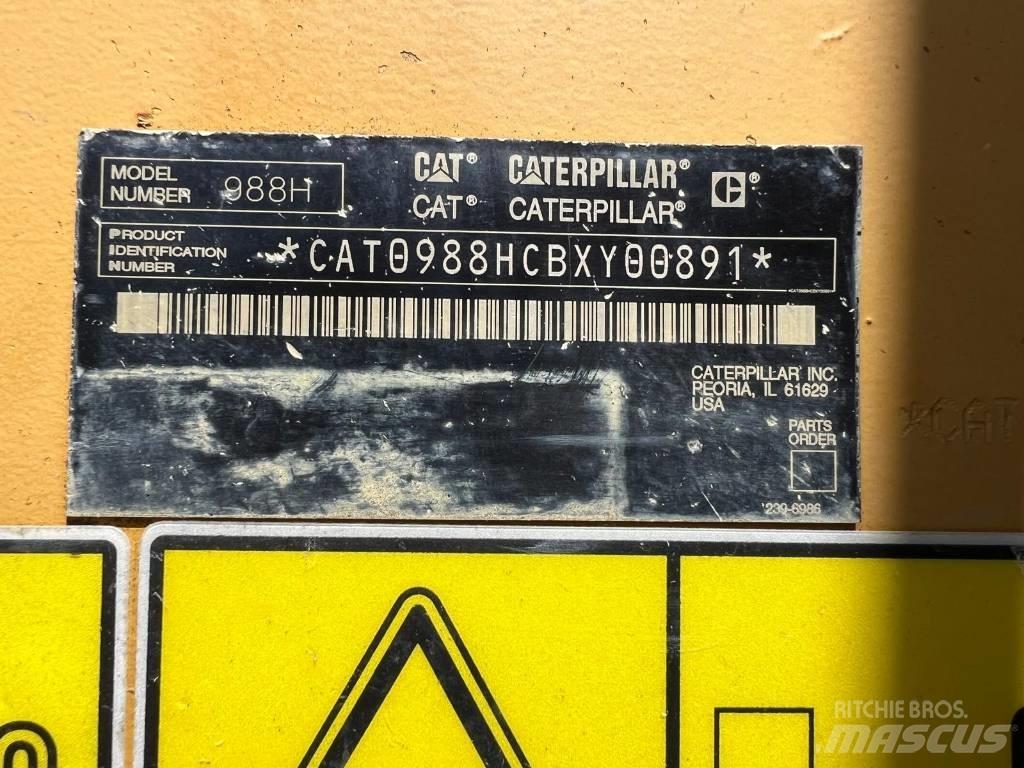 MODEL
NUMBER 988H
CAT® CATERPILLAR®
CAT® CATERPILLAR®
PRODUCT
IDENTIFICATION
NUMBER
*CAT0988HCBXY00891*
CATERPILLAR INC.
PEORIA, IL 61629
USA
PARTS
ORDER
239-6986
*CAT
RITCHIE BROS.
MASCUS